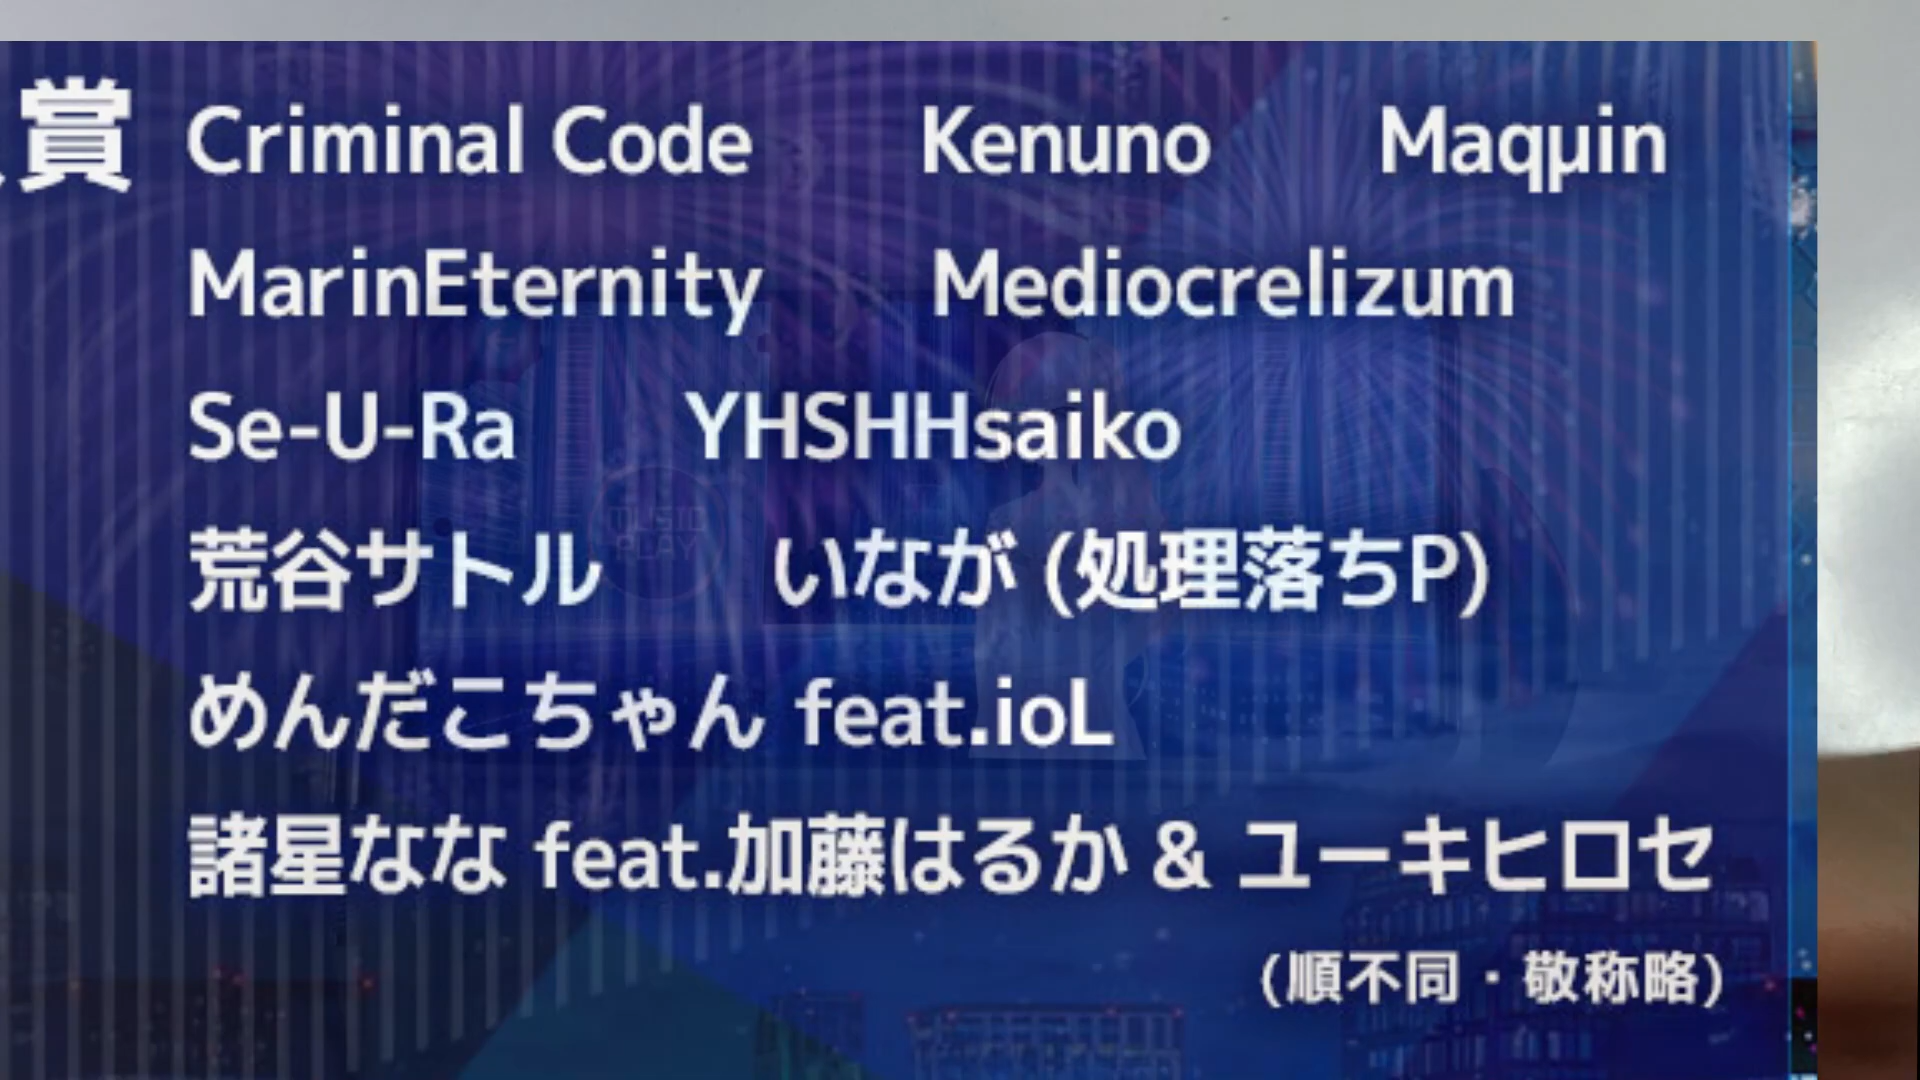 賞 Criminal Code Kenuno Maqμin
MarinEternity Mediocrelizum
Se-U-Ra YHSHHsaiko
荒谷サトル いなが (処理落ちP)
MUSIC
PLAY
めんだこちゃん feat.ioL
諸星なな feat.加藤はるか & ユーキヒロセ
(順不同・敬称略)